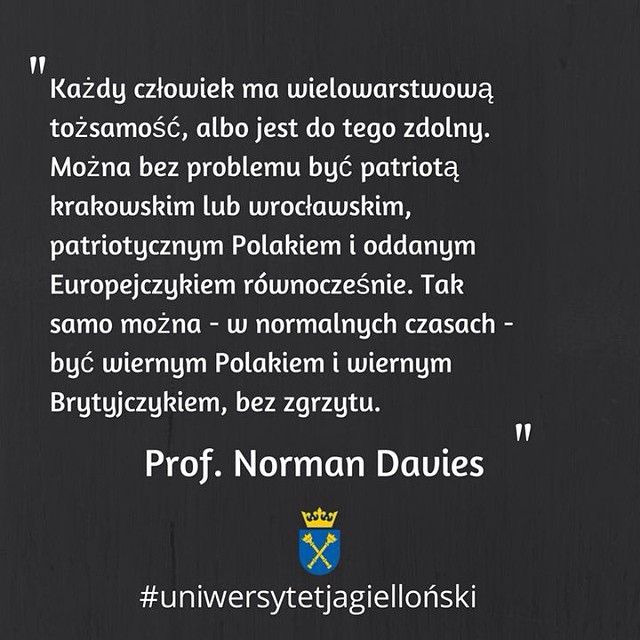 " Każdy człowiek ma wielowarstwową
tożsamość, albo jest do tego zdolny.
Można bez problemu być patriotą
krakowskim lub wrocławskim,
patriotycznym Polakiem i oddanym
Europejczykiem równocześnie. Tak
samo można - w normalnych czasach -
być wiernym Polakiem i wiernym
Brytyjczykiem, bez zgrzytu. "
Prof. Norman Davies
#uniwersytetjagielloński